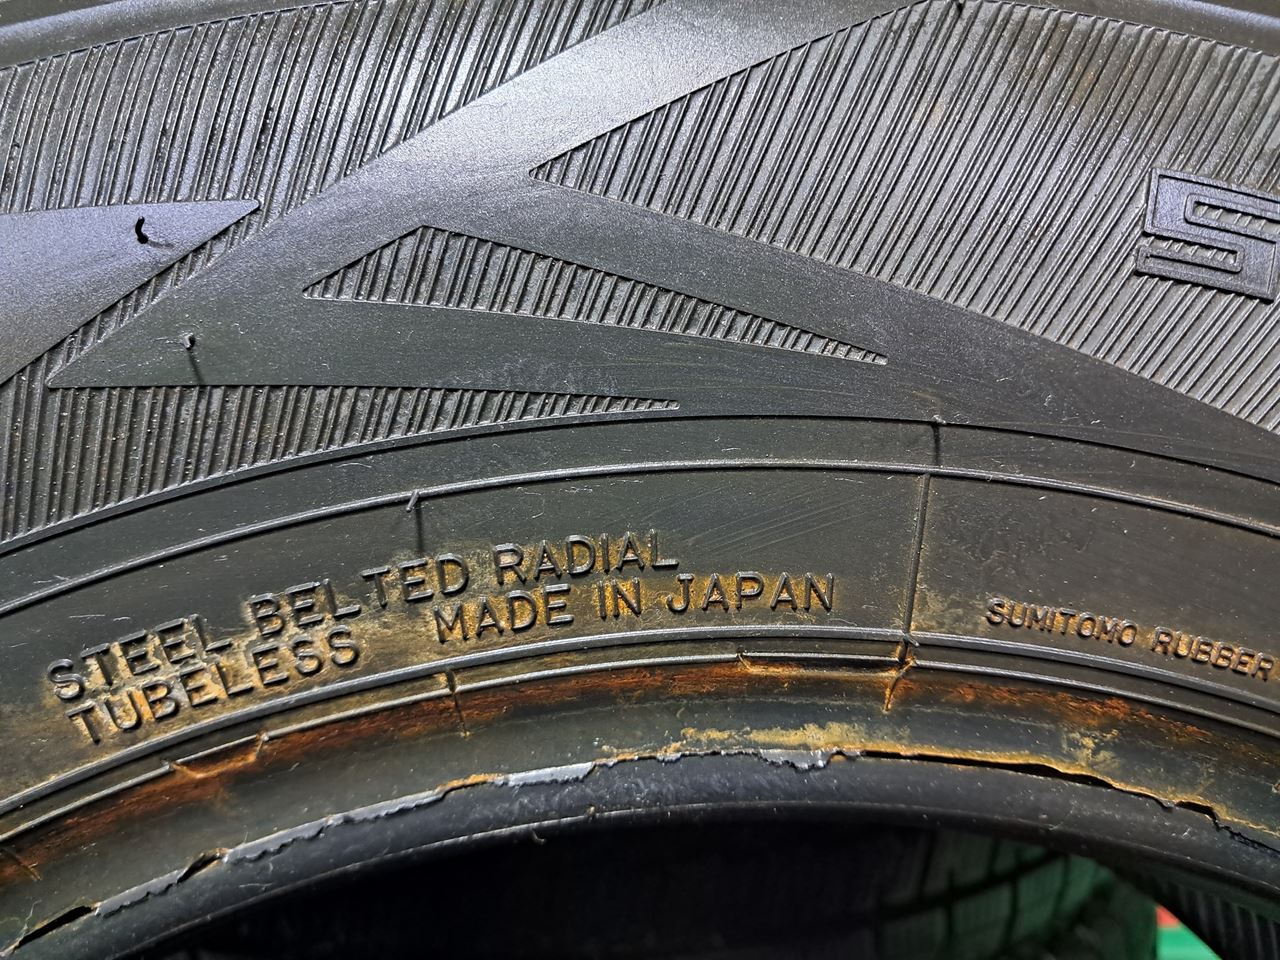 S
STEEL BELTED RADIAL
TUBELESS
MADE IN JAPAN
SUMITOMO RUBBER